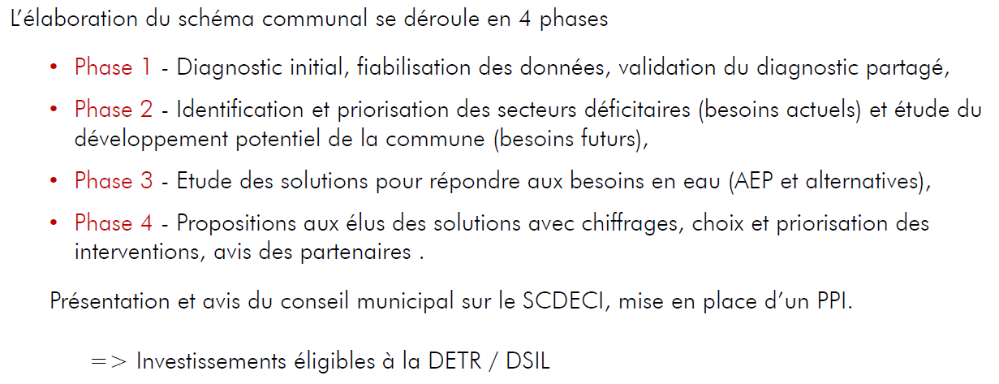 L'élaboration du schéma communal se déroule en 4 phases
• Phase 1 - Diagnostic initial, fiabilisation des données, validation du diagnostic partagé,
• Phase 2 - Identification et priorisation des secteurs déficitaires (besoins actuels) et étude du
développement potentiel de la commune (besoins futurs),
• Phase 3 - Etude des solutions pour répondre aux besoins en eau (AEP et alternatives),
• Phase 4 - Propositions aux élus des solutions avec chiffrages, choix et priorisation des
interventions, avis des partenaires .
Présentation et avis du conseil municipal sur le SCDECI, mise en place d'un PPI.
=> Investissements éligibles à la DETR / DSIL